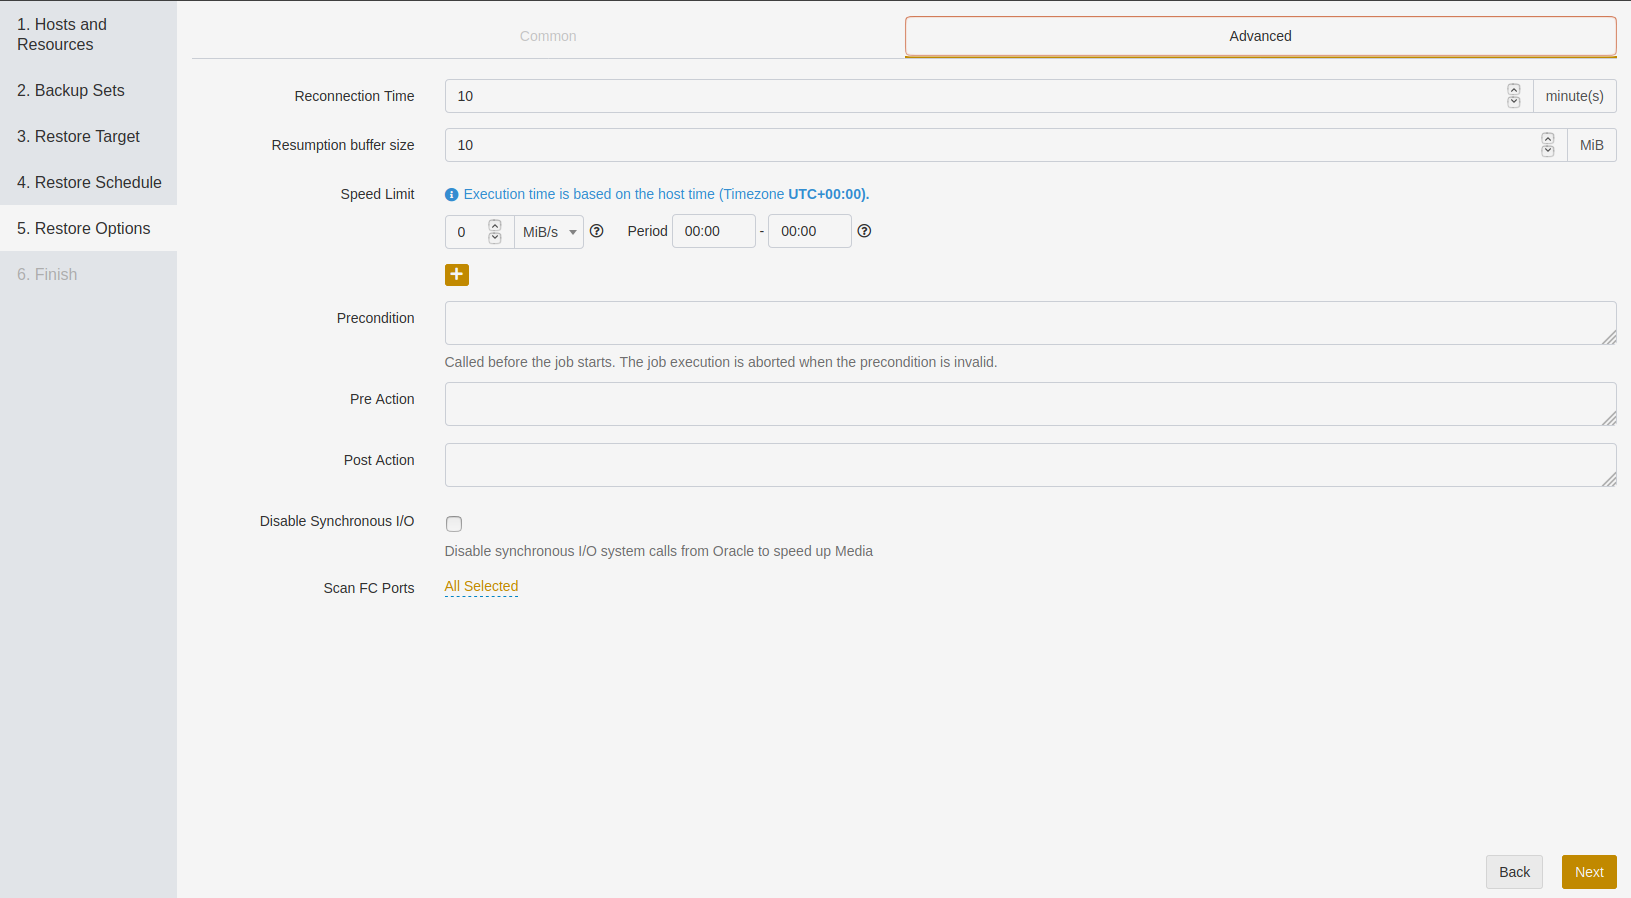 1. Hosts and
Resources
2. Backup Sets
3. Restore Target
4. Restore Schedule
5. Restore Options
6. Finish
Common
Advanced
Reconnection Time
10
minute(s)
Resumption buffer size
10
MiB
Speed Limit
Execution time is based on the host time (Timezone UTC+00:00).
0
MiB/s
Period
00:00
-
00:00
Precondition
Called before the job starts. The job execution is aborted when the precondition is invalid.
Pre Action
Post Action
Disable Synchronous I/O
Disable synchronous I/O system calls from Oracle to speed up Media
Scan FC Ports
All Selected
Back
Next